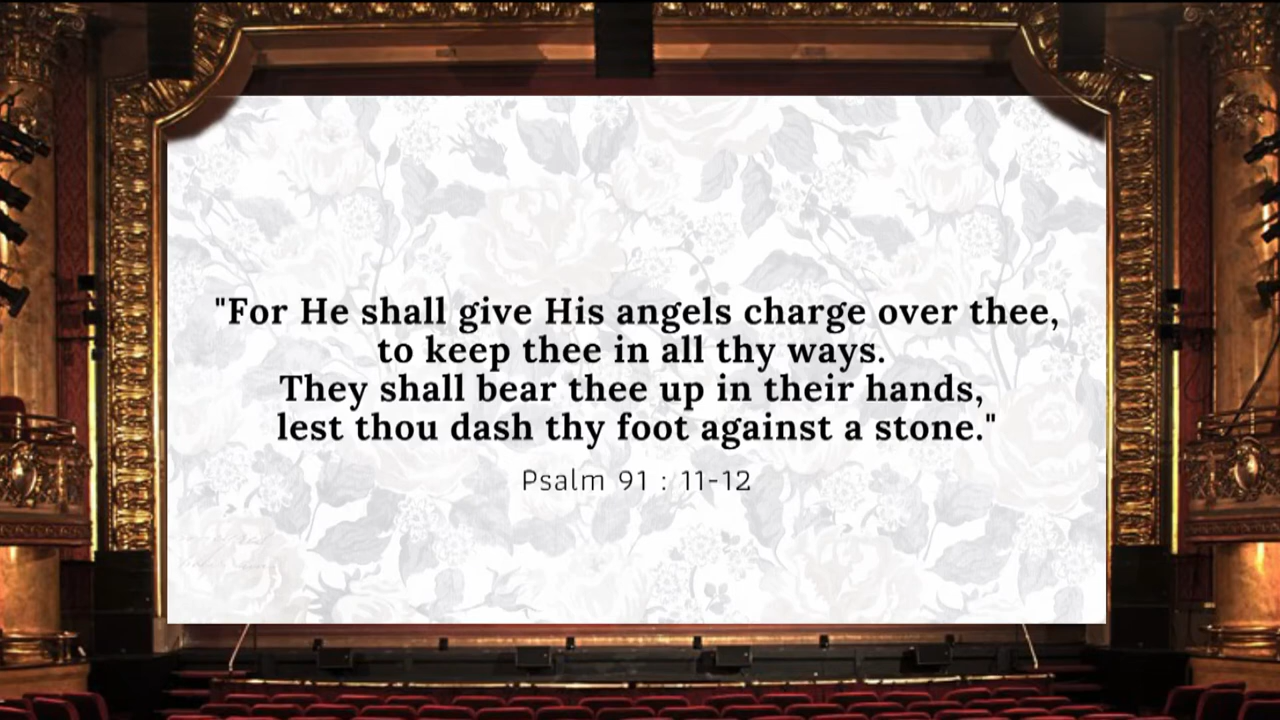 "For He shall give His angels charge over thee,
to keep thee in all thy ways.
They shall bear thee up in their hands,
lest thou dash thy foot against a stone."
Psalm 91 : 11-12